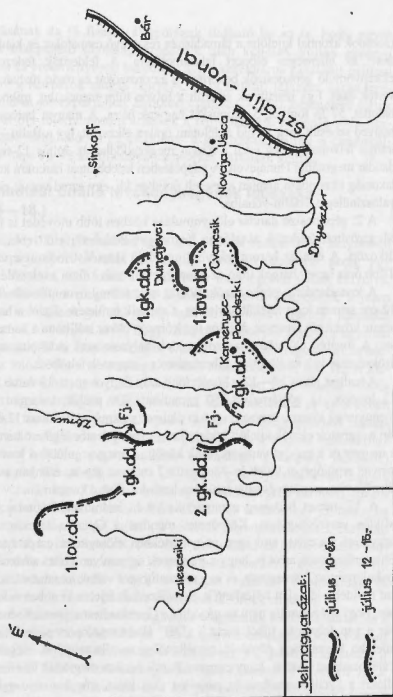 É
Bár
Sztálin-vonal
Sinkoff
Novaja-Usica
Dunajevci
1.gk.dd.
Cvancsik
1.lov.dd.
Kamenyec-
Podolszki
2.gk.dd.
Dnyeszter
Zbrucs
Fj.
1.gk.dd.
Fj.
2.gk.dd.
1.lov.dd.
Zalescsiki
Jelmagyarázat:
július 10-én
július 12-15.